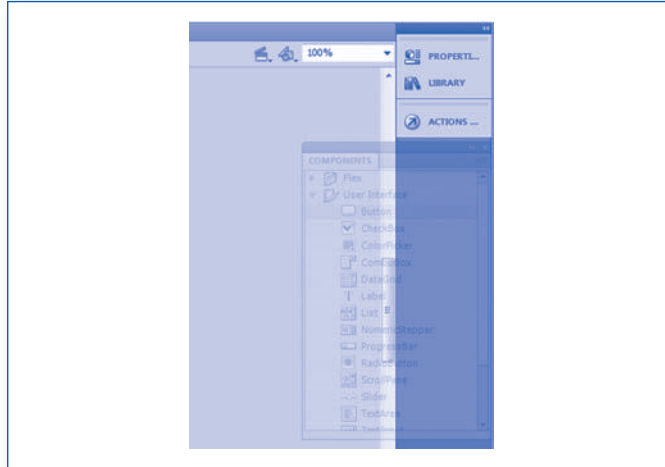 100%
PROPERTI...
LIBRARY
ACTIONS ...
COMPONENTS
Flex
User Interface
Button
CheckBox
ColorPicker
ComboBox
DataGrid
Label
List
NumericStepper
ProgressBar
RadioButton
ScrollPane
Slider
TextArea
TextInput